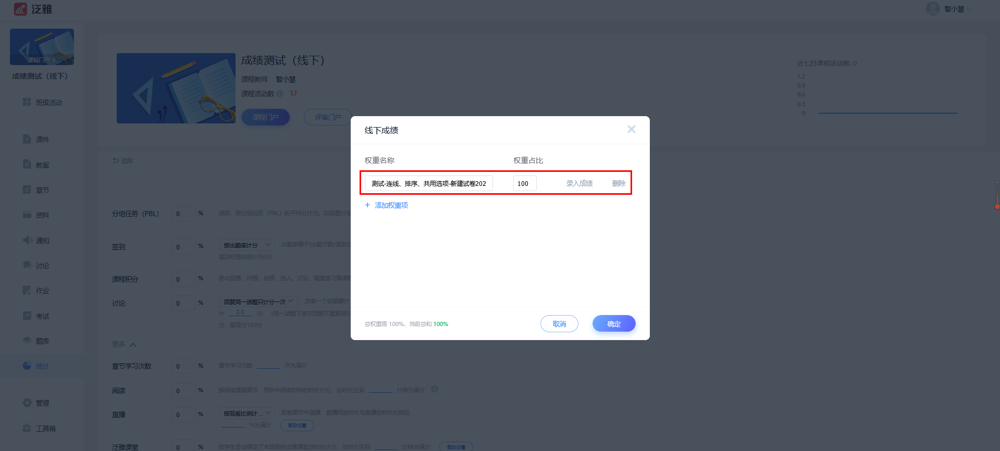 泛雅
智小慧
课程门户 >
成绩测试（线下）
班级活动
课件
教案
章节
资料
通知
讨论
作业
考试
题库
统计
管理
工具箱
成绩测试（线下）
课程教师 智小慧
课程活动数 17
课程门户 评审门户
近七日课程活动数: 0
1.2
0.9
0.6
0.3
0
返回
分组任务（PBL） 0 % 说明：按分组任务（PBL）的平均分计分。如设置分组
签到 0 % 按出勤率计分 出勤率等于(出勤次数/签到总
签到权重成绩计为0分
课程积分 0 % 参与投票、问卷、抢答、选人、讨论、随堂练习等课程
讨论 0 % 回复同一话题只计分一次 发表一个话题累计
计 2.0 分，（同一话题下多次回复不重复得分
分，最高分100分
更多
章节学习次数 0 % 章节学习次数 次为满分
阅读 0 % 按阅读课程章节、资料中阅读材料的时长计分，总时长达到 分钟为满分
直播 0 % 按观看比例计 ... 观看章节中直播、直播回放时长与直播总时长比例达
%为满分 高级设置
泛雅课堂 0 % 按学生参与绑定了本班级的泛雅课堂总时长计分，总时长达到 分钟为满分 高级设置
线下成绩
权重名称 权重占比
测试-连线、排序、共用选项-新建试卷202 100 录入成绩 删除
+ 添加权重项
总权重需 100%，当前总和 100%
取消 确定